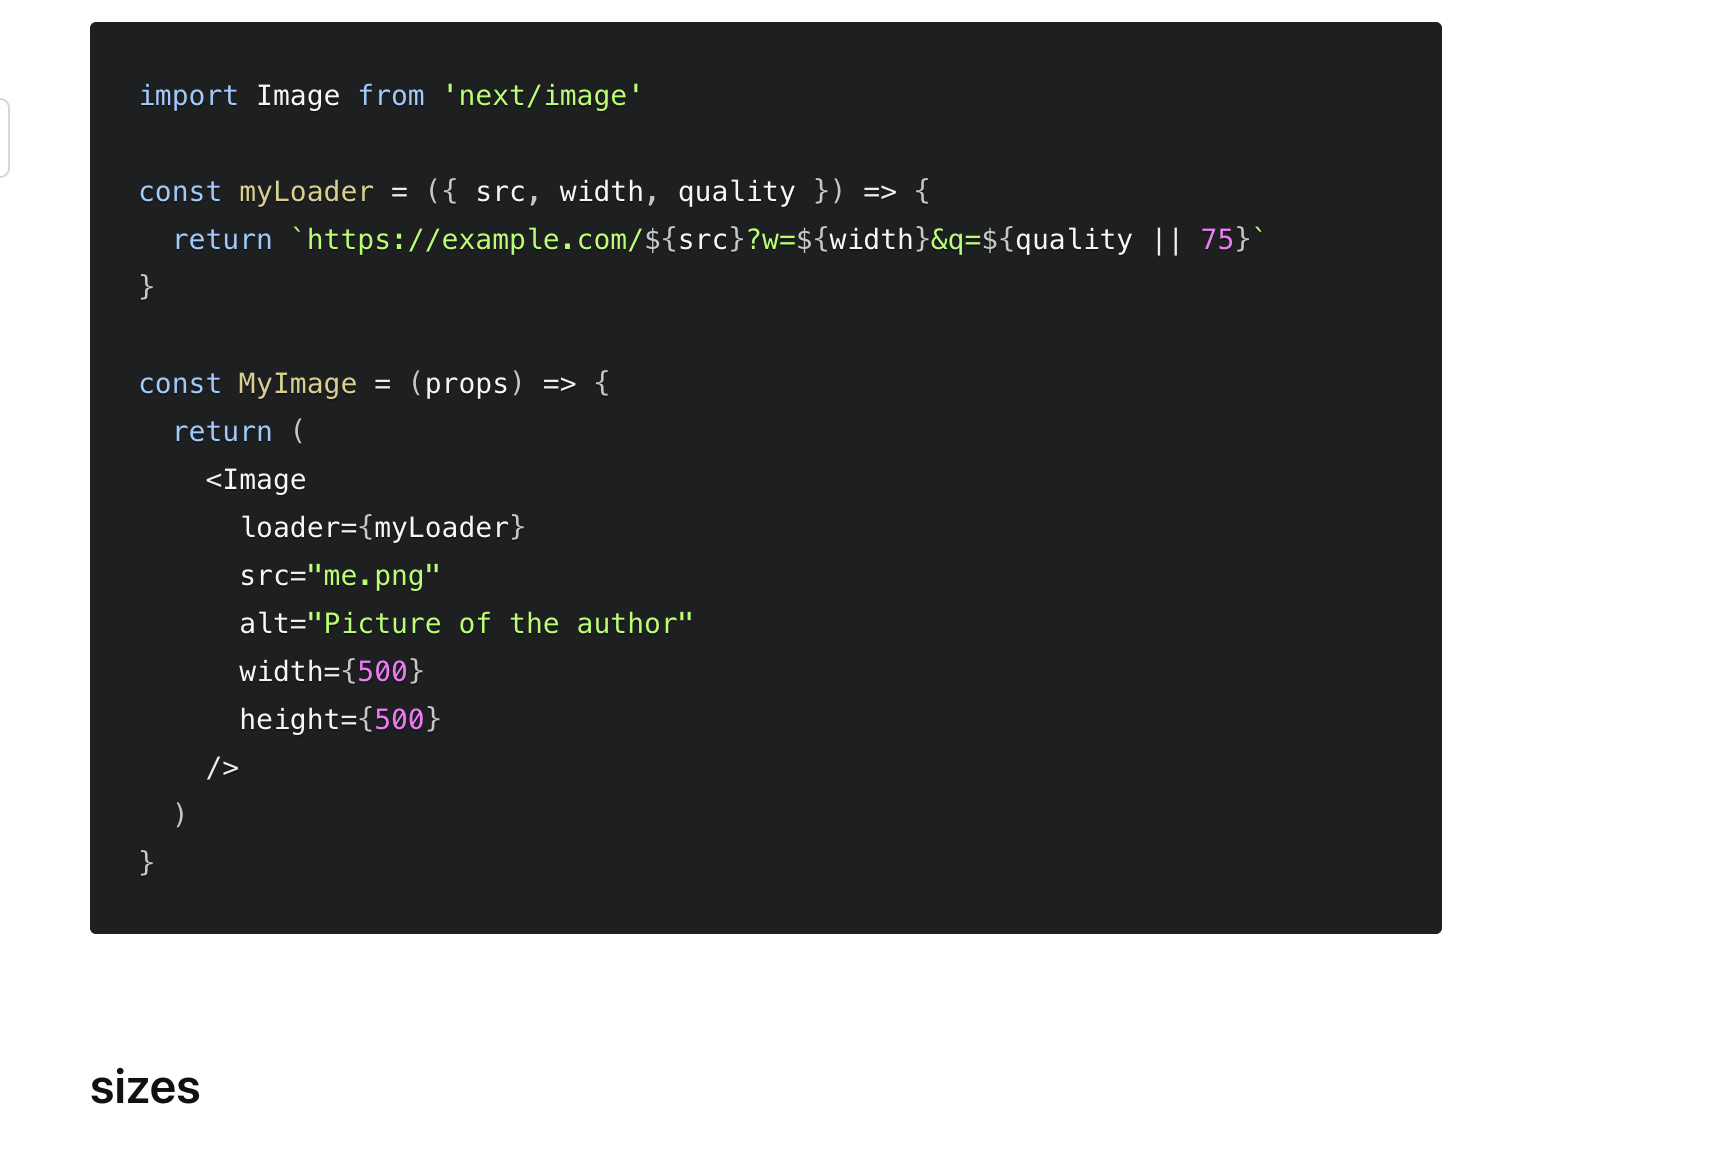 import Image from 'next/image'

const myLoader = ({ src, width, quality }) => {
  return `https://example.com/${src}?w=${width}&q=${quality || 75}`
}

const MyImage = (props) => {
  return (
    <Image
      loader={myLoader}
      src="me.png"
      alt="Picture of the author"
      width={500}
      height={500}
    />
  )
}

sizes